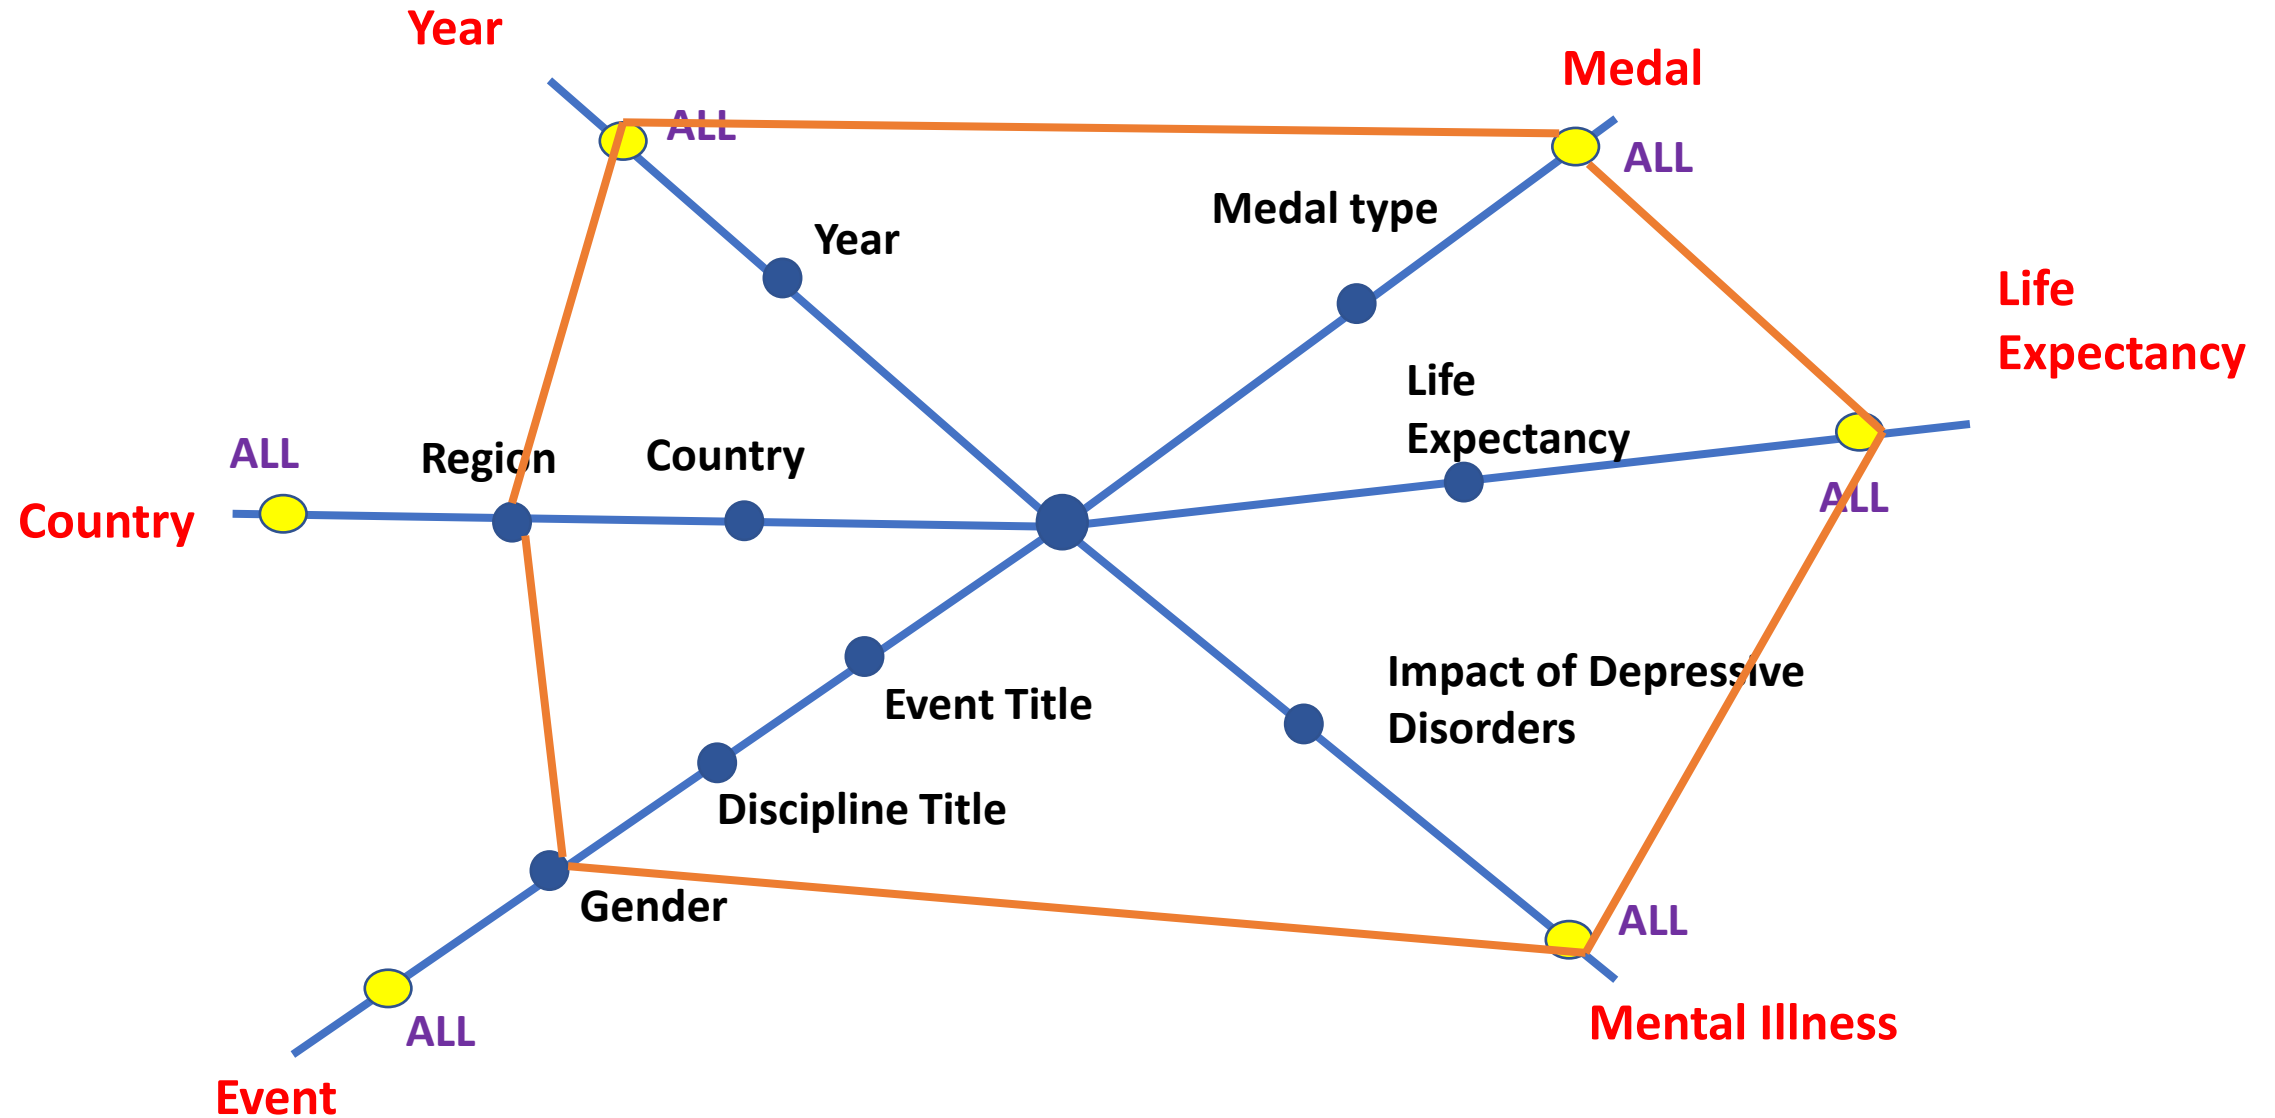 Year
Medal
ALL
ALL
Medal type
Year
Life
Expectancy
Life
Expectancy
ALL
Region
Country
ALL
Country
Impact of Depressive
Disorders
Event Title
Discipline Title
Gender
ALL
ALL
Mental Illness
Event